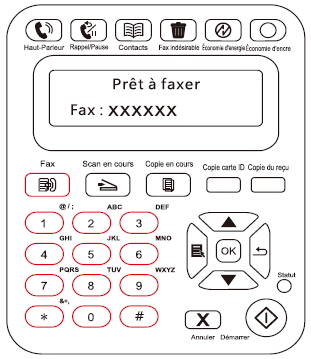 Haut-Parleur Rappel/Pause Contacts Fax indésirable Économie d'énergie Économie d'encre
Prêt à faxer
Fax : XXXXXX
Fax Scan en cours Copie en cours Copie carte ID Copie du reçu
@ / : ABC DEF
1 2 3
GHI JKL MNO
4 5 6 OK
PQRS TUV WXYZ
7 8 9 Statut
&+,
* 0 # X
Annuler Démarrer